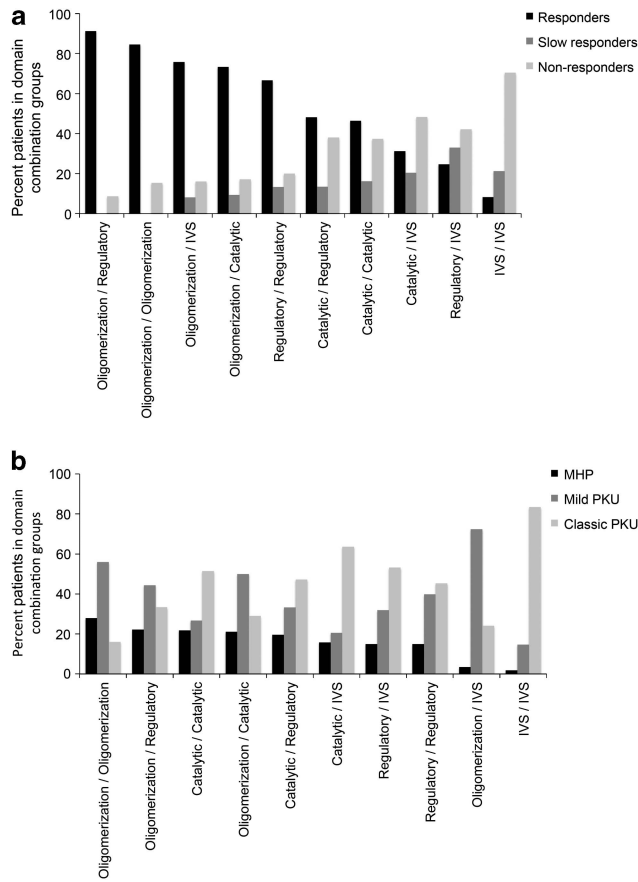 a
Percent patients in domain
combination groups
100
80
60
40
20
0
Responders
Slow responders
Non-responders
Oligomerization / Regulatory
Oligomerization / Oligomerization
Oligomerization / IVS
Oligomerization / Catalytic
Regulatory / Regulatory
Catalytic / Regulatory
Catalytic / Catalytic
Catalytic / IVS
Regulatory / IVS
IVS / IVS
b
Percent patients in domain
combination groups
100
80
60
40
20
0
MHP
Mild PKU
Classic PKU
Oligomerization / Oligomerization
Oligomerization / Regulatory
Catalytic / Catalytic
Oligomerization / Catalytic
Catalytic / Regulatory
Catalytic / IVS
Regulatory / IVS
Regulatory / Regulatory
Oligomerization / IVS
IVS / IVS